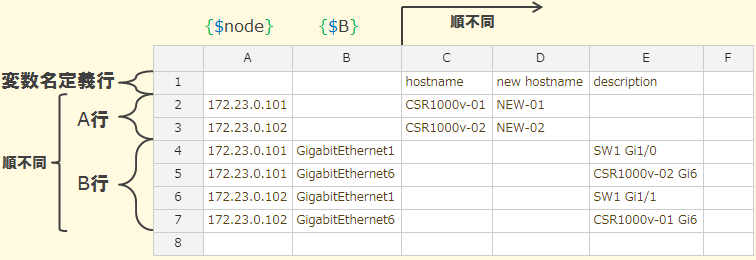 順不同
{$node} {$B}
A B C D E F
変数名定義行 1 hostname new hostname description
A行
2 172.23.0.101 CSR1000v-01 NEW-01
3 172.23.0.101 CSR1000v-02 NEW-02
順不同
B行
4 172.23.0.101 GigabitEthernet1 SW1 Gi1/0
5 172.23.0.101 GigabitEthernet6 CSR1000v-02 Gi6
6 172.23.0.102 GigabitEthernet1 SW1 Gi1/1
7 172.23.0.102 GigabitEthernet6 CSR1000v-01 Gi6
8